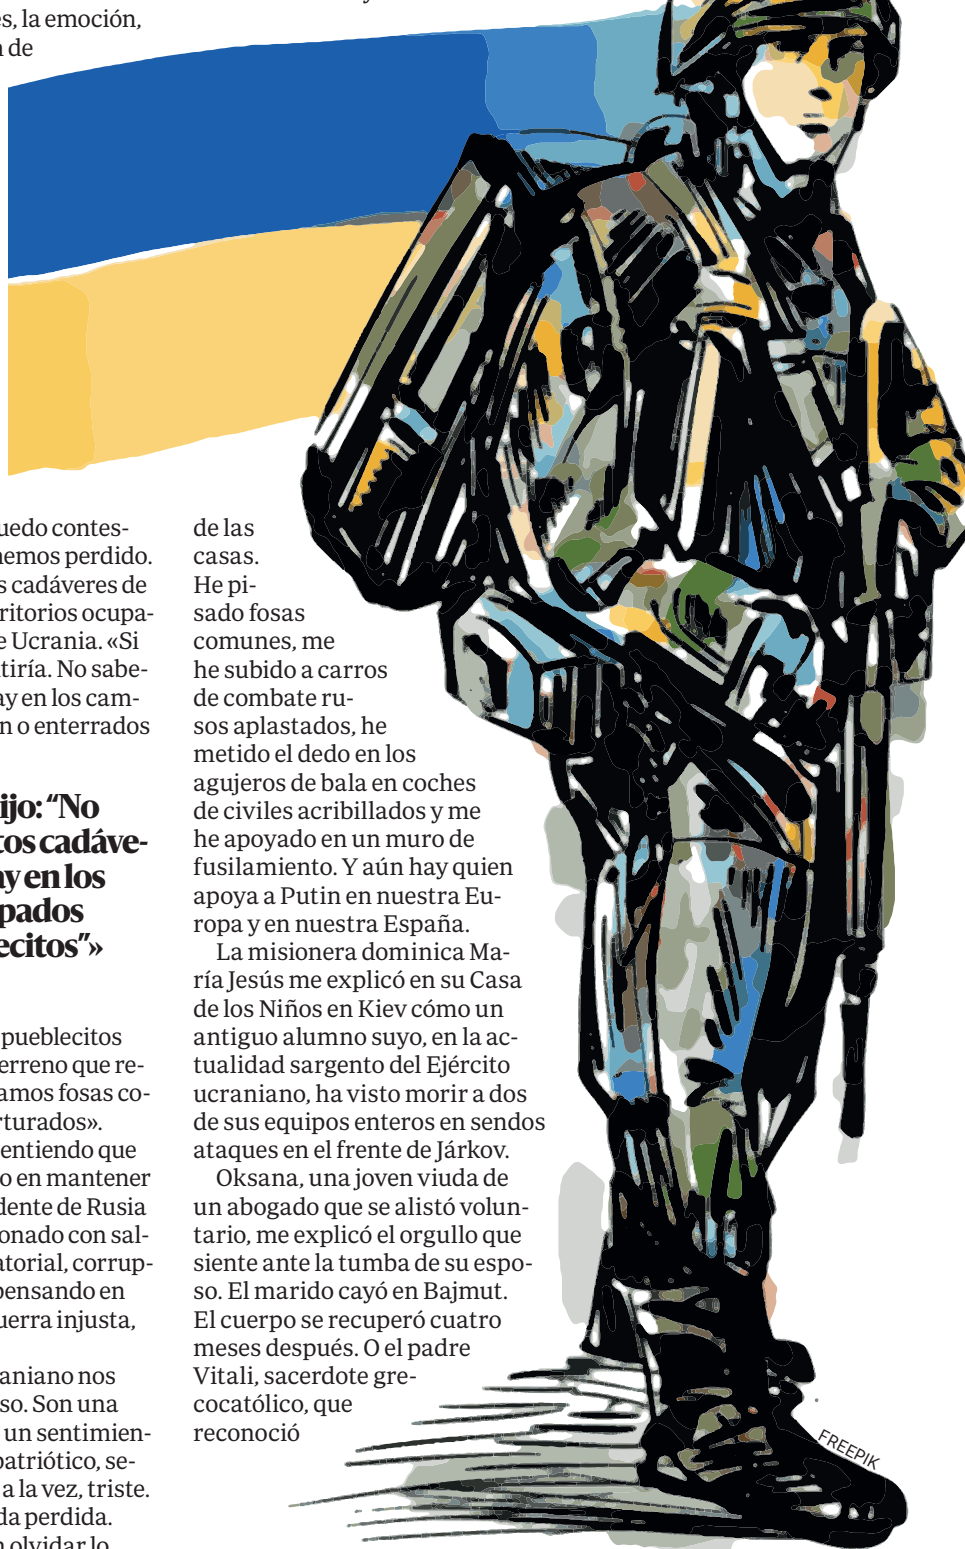 s, la emoción,
de
uedo contes-
hemos perdido.
s cadáveres de
ritorios ocupa-
e Ucrania. «Si
tiría. No sabe-
ay en los cam-
n o enterrados
ijo: “No
tos cadáve-
ay en los
pados
ecitos”»
pueblecitos
erreno que re-
amos fosas co-
rturados».
entiendo que
o en mantener
dente de Rusia
onado con sal-
atorial, corrup-
pensando en
uerra injusta,
aniano nos
so. Son una
un sentimien-
patriótico, se-
a la vez, triste.
da perdida.
n olvidar lo
de las
casas.
He pi-
sado fosas
comunes, me
he subido a carros
de combate ru-
sos aplastados, he
metido el dedo en los
agujeros de bala en coches
de civiles acribillados y me
he apoyado en un muro de
fusilamiento. Y aún hay quien
apoya a Putin en nuestra Eu-
ropa y en nuestra España.
La misionera dominica Ma-
ría Jesús me explicó en su Casa
de los Niños en Kiev cómo un
antiguo alumno suyo, en la ac-
tualidad sargento del Ejército
ucraniano, ha visto morir a dos
de sus equipos enteros en sendos
ataques en el frente de Járkov.
Oksana, una joven viuda de
un abogado que se alistó volun-
tario, me explicó el orgullo que
siente ante la tumba de su espo-
so. El marido cayó en Bajmut.
El cuerpo se recuperó cuatro
meses después. O el padre
Vitali, sacerdote gre-
cocatólico, que
reconoció
FREEPIK